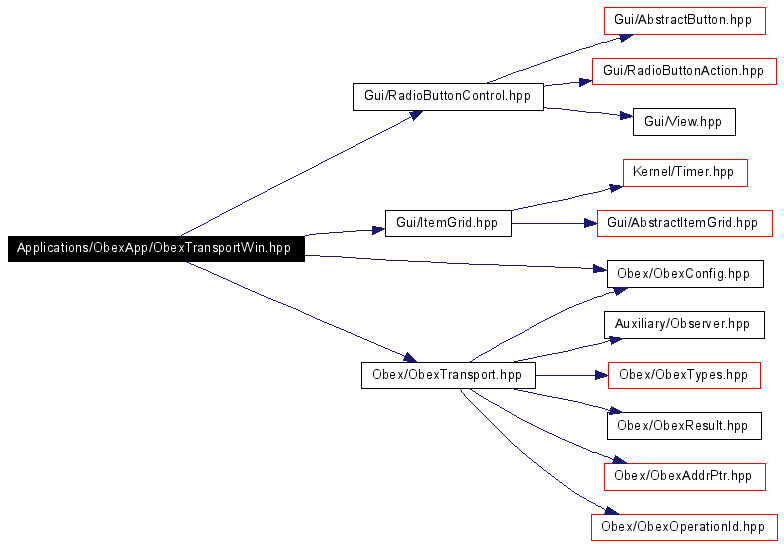 Gui/AbstractButton.hpp
Gui/RadioButtonAction.hpp
Gui/RadioButtonControl.hpp
Gui/View.hpp
Kernel/Timer.hpp
Gui/ItemGrid.hpp
Gui/AbstractItemGrid.hpp
Applications/ObexApp/ObexTransportWin.hpp
Obex/ObexConfig.hpp
Auxiliary/Observer.hpp
Obex/ObexTransport.hpp
Obex/ObexTypes.hpp
Obex/ObexResult.hpp
Obex/ObexAddrPtr.hpp
Obex/ObexOperationId.hpp